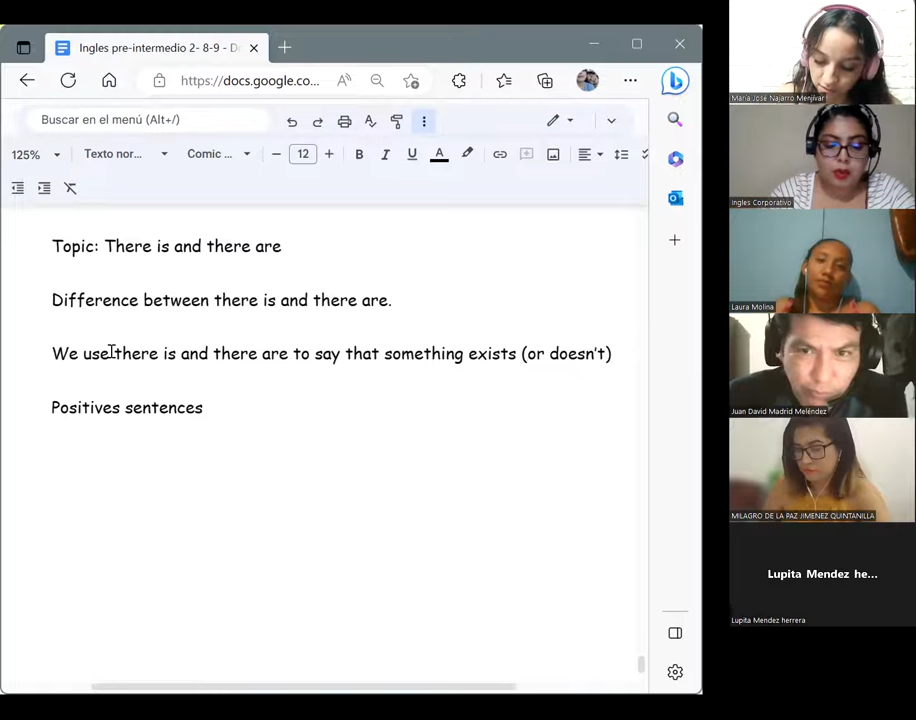 Ingles pre-intermedio 2- 8-9 - Do
https://docs.google.co...
Buscar en el menú (Alt+/)
125%
Texto nor...
Comic ...
12
Topic: There is and there are
Difference between there is and there are.
We use there is and there are to say that something exists (or doesn't)
Positives sentences
María José Najarro Menjívar
Ingles Corporativo
Laura Molina
Juan David Madrid Meléndez
MILAGRO DE LA PAZ JIMENEZ QUINTANILLA
Lupita Mendez he...
Lupita Mendez herrera